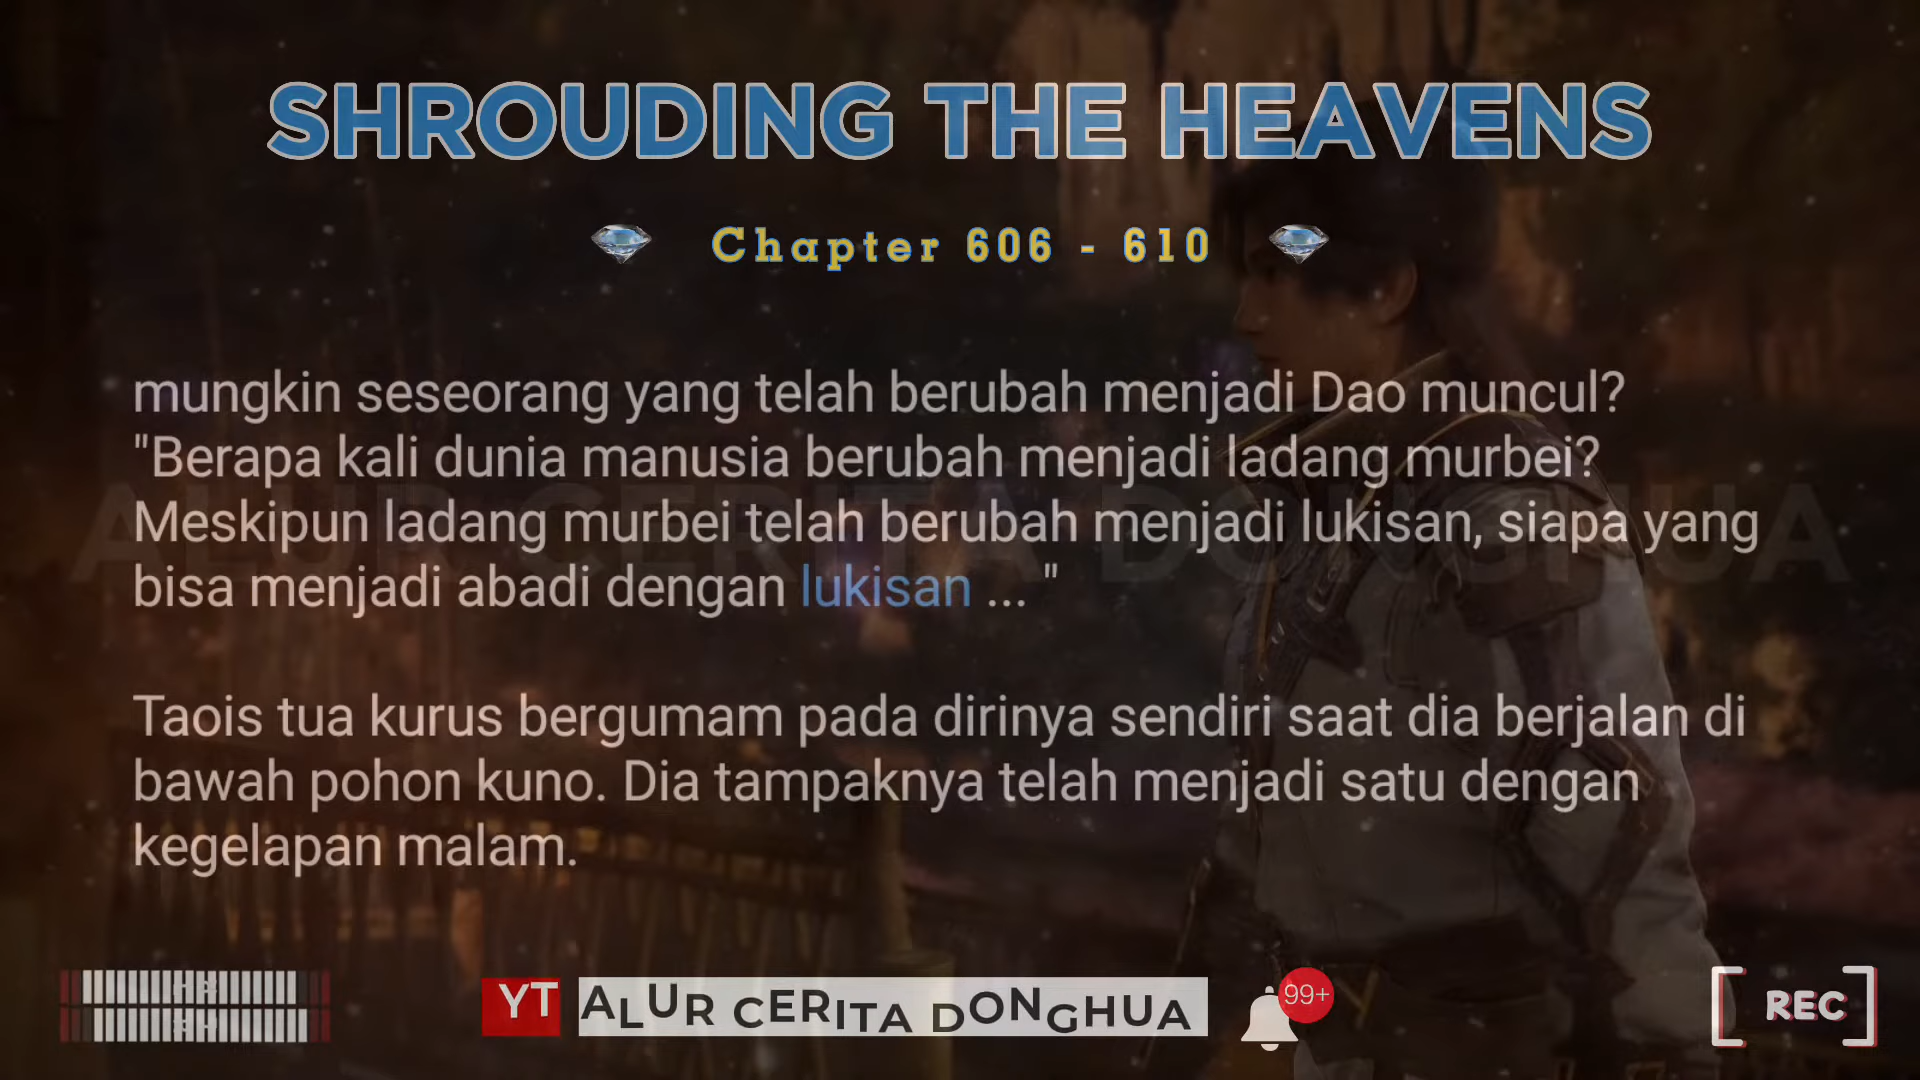 SHROUDING THE HEAVENS
Chapter 606 - 610
mungkin seseorang yang telah berubah menjadi Dao muncul?
"Berapa kali dunia manusia berubah menjadi ladang murbei?
Meskipun ladang murbei telah berubah menjadi lukisan, siapa yang
bisa menjadi abadi dengan lukisan ... "
ALUR CERITA DONGHUA
Taois tua kurus bergumam pada dirinya sendiri saat dia berjalan di
bawah pohon kuno. Dia tampaknya telah menjadi satu dengan
kegelapan malam.
YT ALUR CERITA DONGHUA
99+
REC